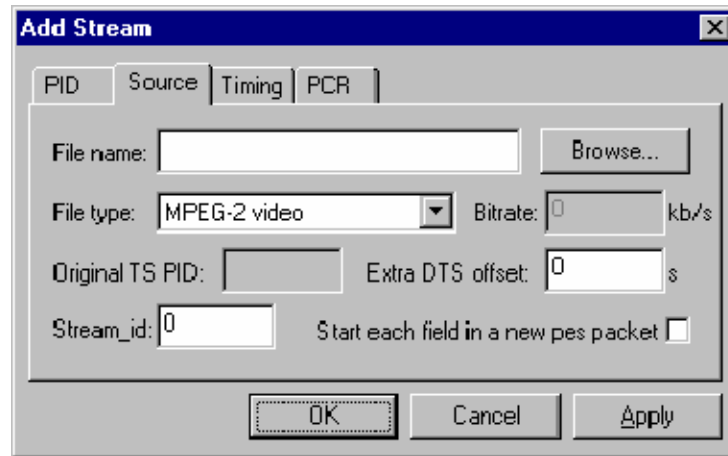 Add Stream
PID Source Timing PCR
File name: Browse...
File type: MPEG-2 video Bitrate: 0 kb/s
Original TS PID: Extra DTS offset: 0 s
Stream_id: 0 Start each field in a new pes packet
OK Cancel Apply